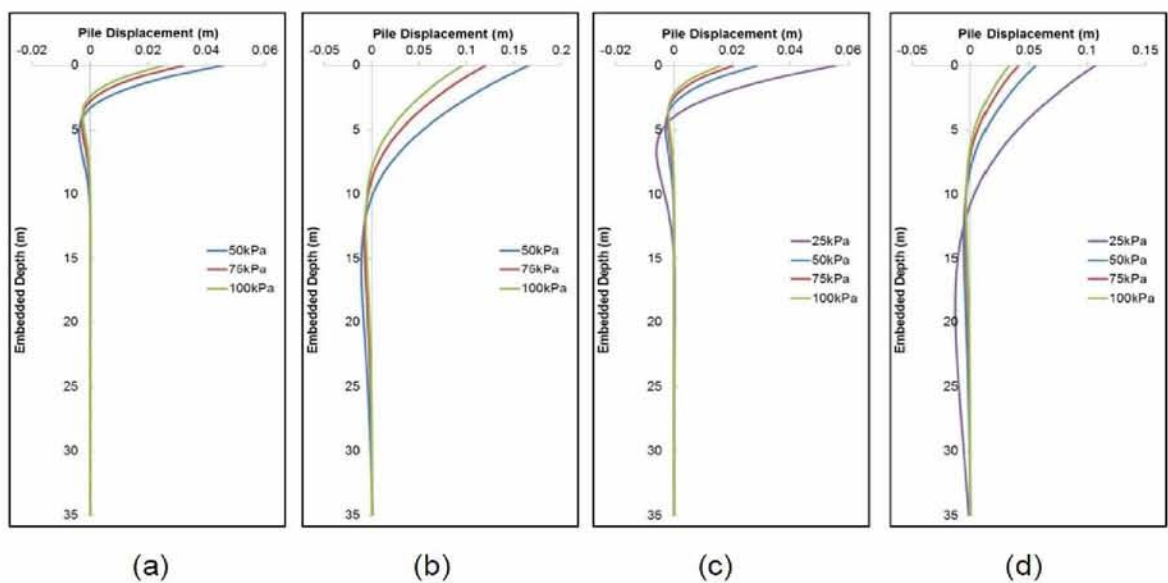 Pile Displacement (m)
-0.02 0 0.02 0.04 0.06
0
5
10
15
20
25
30
35
Embedded Depth (m)
50kPa
75kPa
100kPa
(a)
Pile Displacement (m)
-0.05 0 0.05 0.1 0.15 0.2
0
5
10
15
20
25
30
35
Embedded Depth (m)
50kPa
75kPa
100kPa
(b)
Pile Displacement (m)
-0.02 0 0.02 0.04 0.06
0
5
10
15
20
25
30
35
Embedded Depth (m)
25kPa
50kPa
75kPa
100kPa
(c)
Pile Displacement (m)
-0.05 0 0.05 0.1 0.15
0
5
10
15
20
25
30
35
Embedded Depth (m)
25kPa
50kPa
75kPa
100kPa
(d)